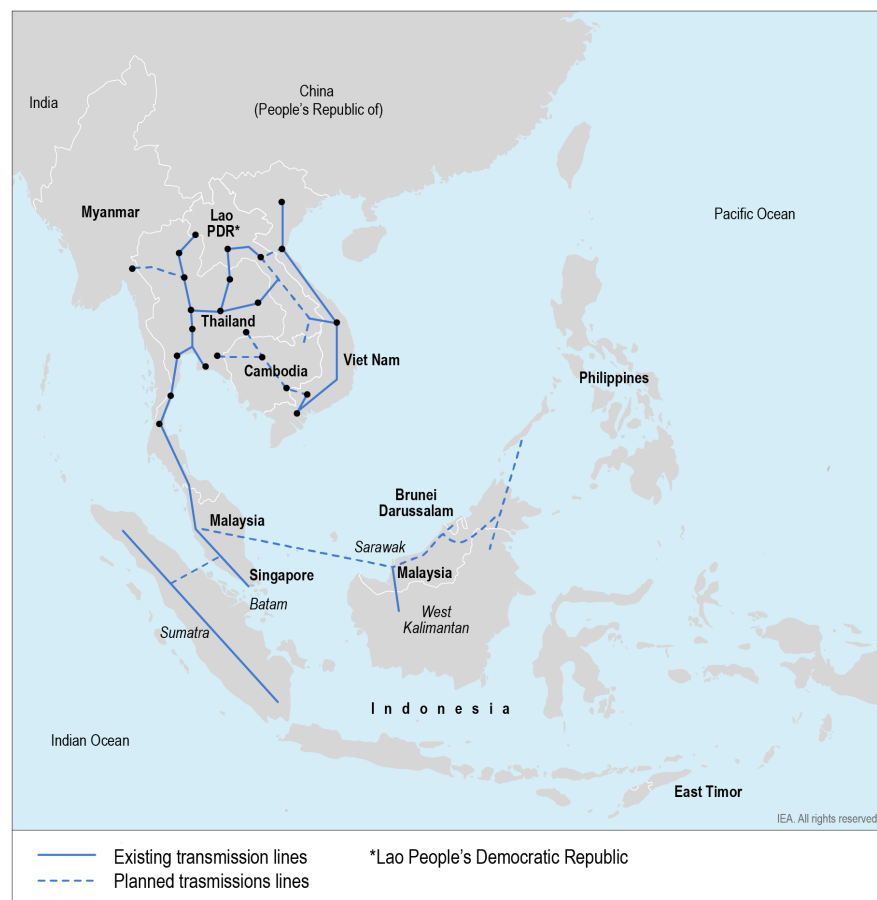 China
(People's Republic of)
India
Myanmar
Lao
PDR*
Pacific Ocean
Thailand
Viet Nam
Cambodia
Philippines
Brunei
Darussalam
Malaysia
Sarawak
Singapore
Malaysia
Batam
West
Kalimantan
Sumatra
Indonesia
Indian Ocean
East Timor
IEA. All rights reserved
Existing transmission lines
*Lao People's Democratic Republic
Planned trasmissions lines